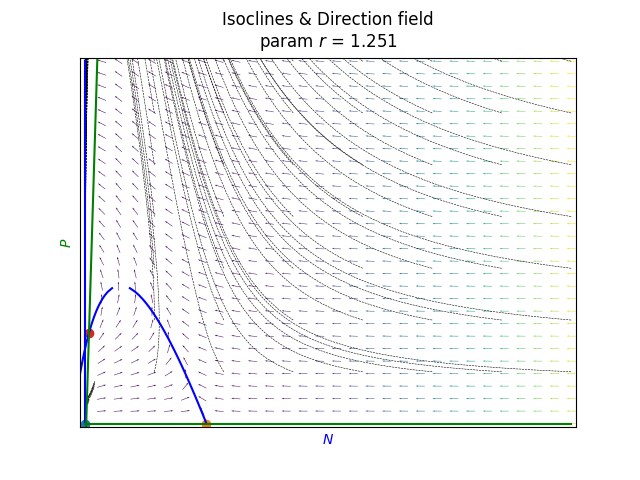 Isoclines & Direction field
param r = 1.251
P
N